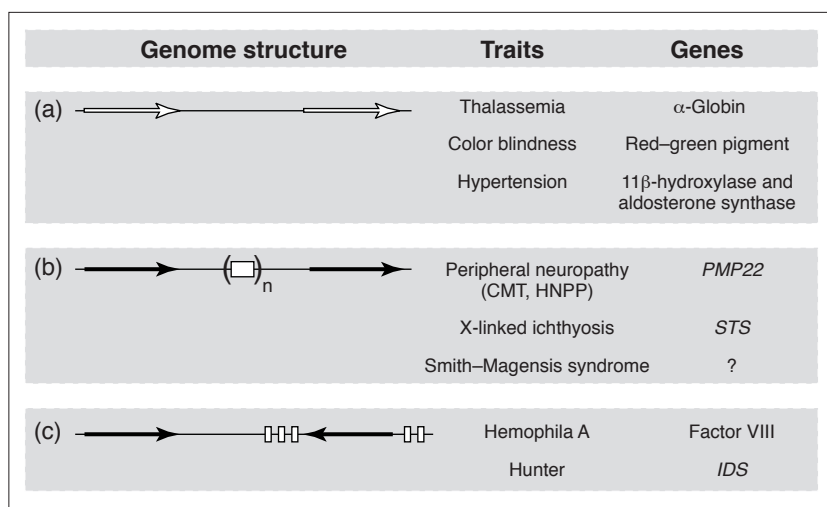 Genome structure Traits Genes
(a) Thalassemia α-Globin
Color blindness Red–green pigment
Hypertension 11β-hydroxylase and
aldosterone synthase
(b) ( )n Peripheral neuropathy PMP22
(CMT, HNPP)
X-linked ichthyosis STS
Smith–Magensis syndrome ?
(c) Hemophila A Factor VIII
Hunter IDS